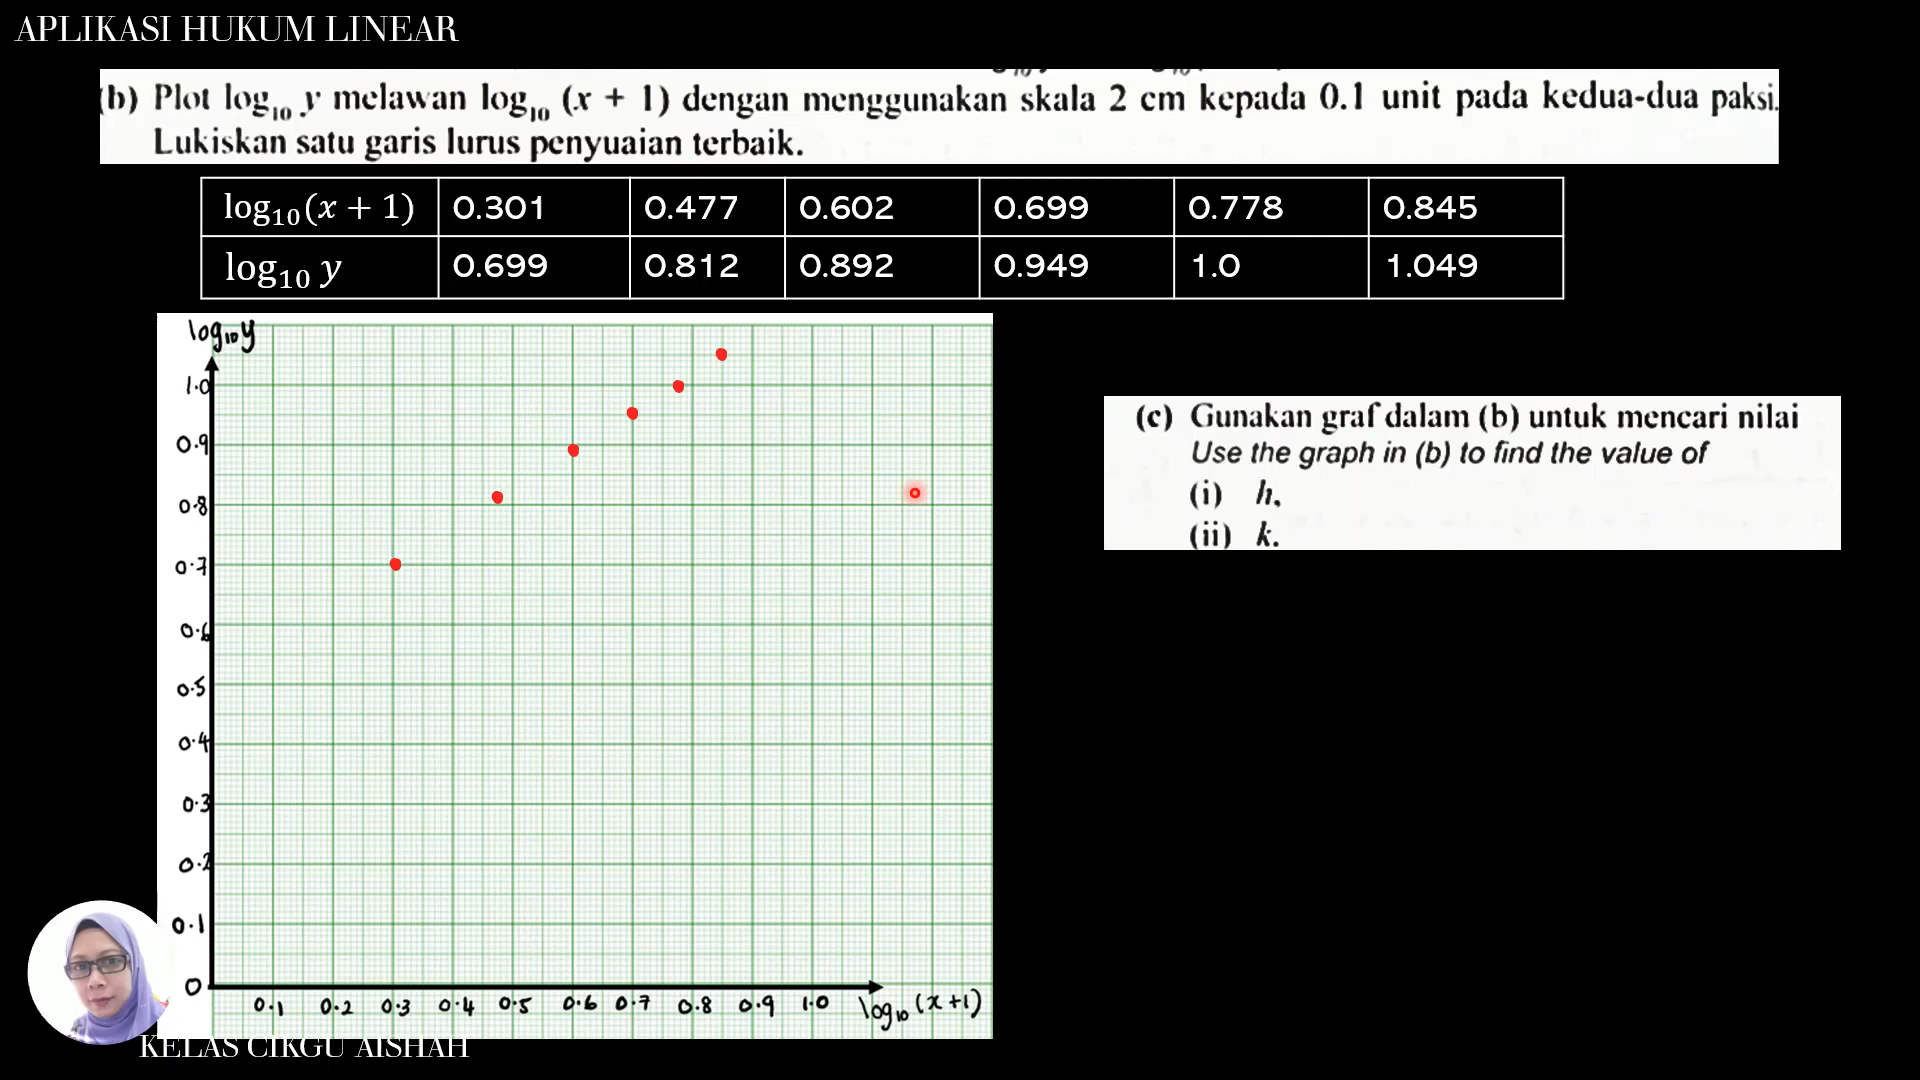 APLIKASI HUKUM LINEAR
(b) Plot log₁₀ y melawan log₁₀ (x + 1) dengan menggunakan skala 2 cm kepada 0.1 unit pada kedua-dua paksi.
Lukiskan satu garis lurus penyuaian terbaik.
log₁₀(x + 1) 0.301 0.477 0.602 0.699 0.778 0.845
log₁₀ y 0.699 0.812 0.892 0.949 1.0 1.049
log₁₀y
1.0
0.9
0.8
0.7
0.6
0.5
0.4
0.3
0.2
0.1
0
0.1 0.2 0.3 0.4 0.5 0.6 0.7 0.8 0.9 1.0 log₁₀ (x +1)
(c) Gunakan graf dalam (b) untuk mencari nilai
Use the graph in (b) to find the value of
(i) h.
(ii) k.
KELAS CIKGU AISHAH